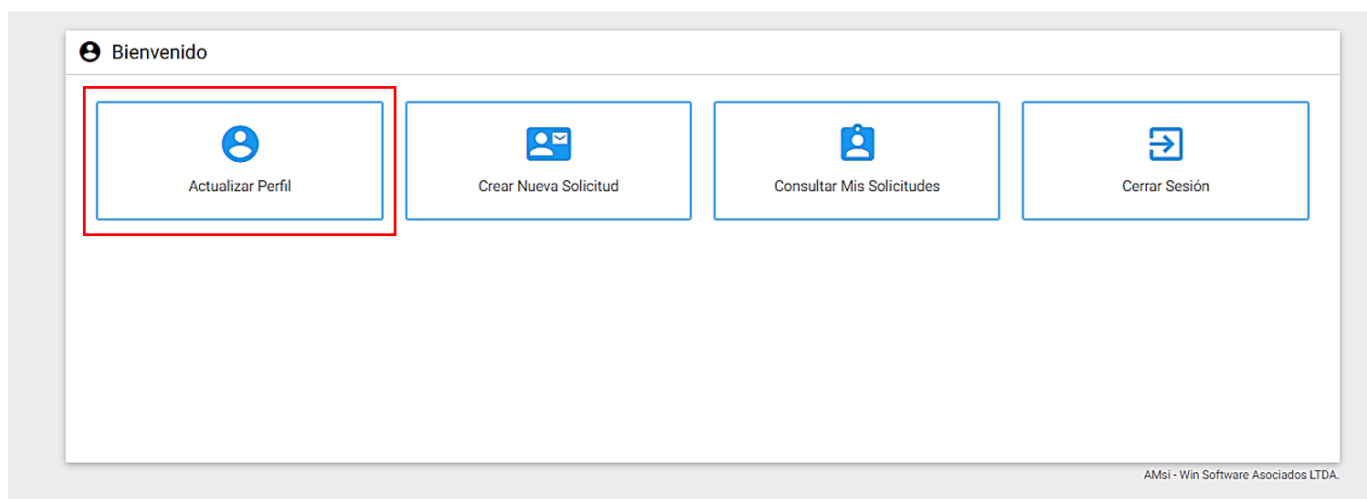 Bienvenido
Actualizar Perfil
Crear Nueva Solicitud
Consultar Mis Solicitudes
Cerrar Sesión
AMsi - Win Software Asociados LTDA.